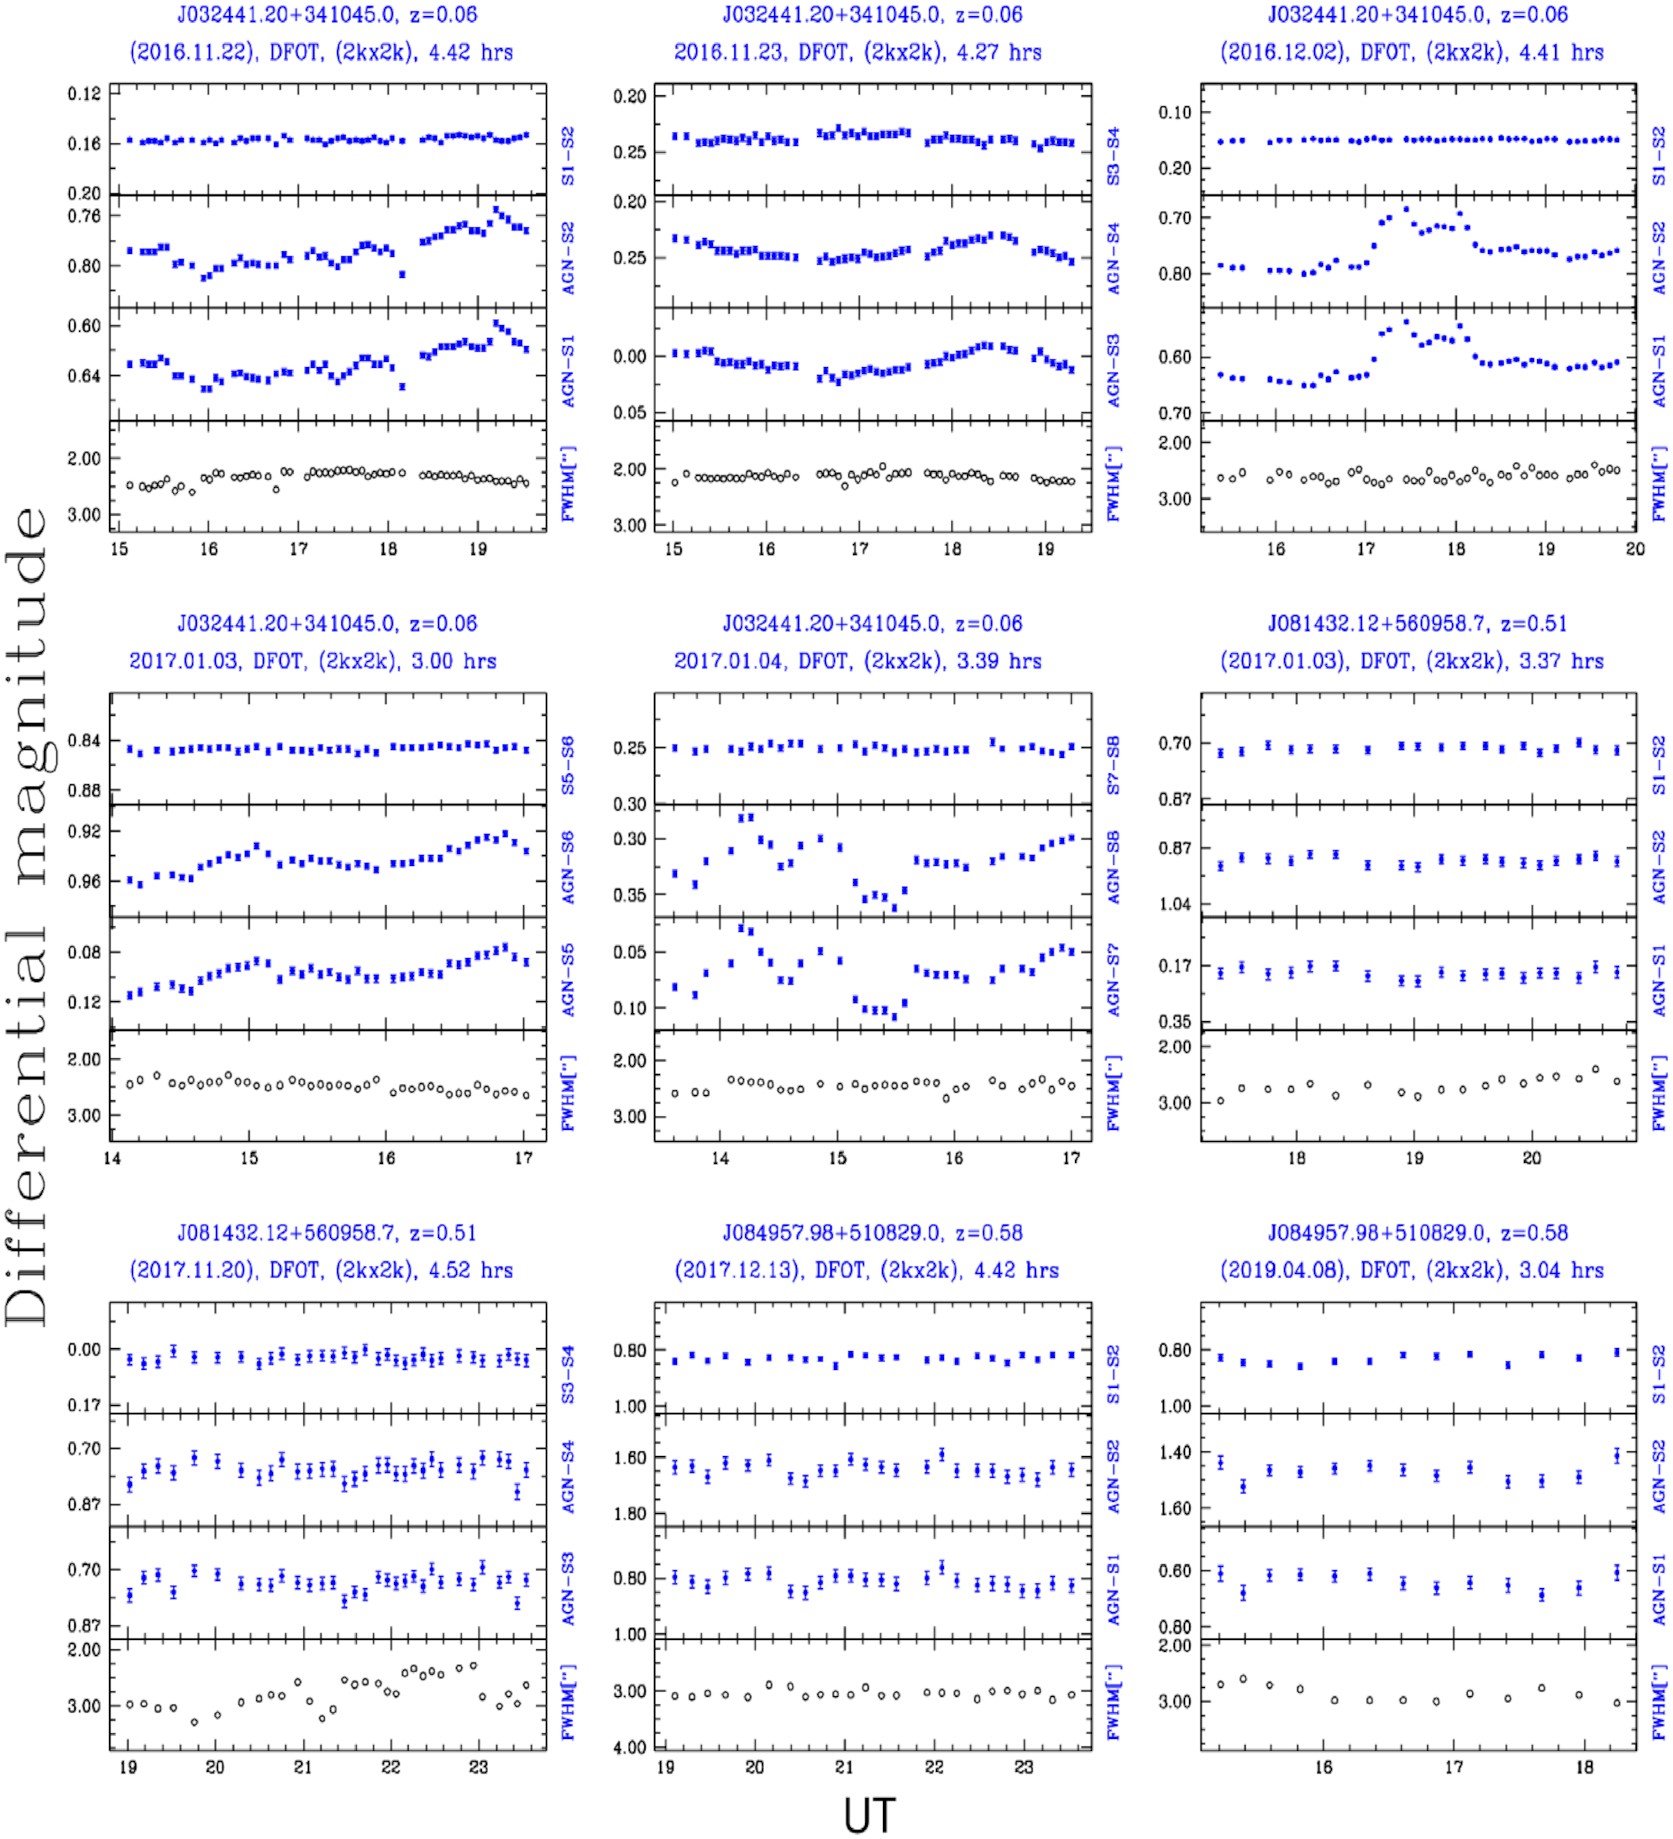 Differential magnitude
J032441.20+341045.0, z=0.06
(2016.11.22), DFOT, (2kx2k), 4.42 hrs
0.12
0.16
0.20
S1-S2
0.76
0.80
AGN-S2
0.60
0.64
AGN-S1
2.00
3.00
FWHM["]
15 16 17 18 19
J032441.20+341045.0, z=0.06
2016.11.23, DFOT, (2kx2k), 4.27 hrs
0.20
0.25
S3-S4
0.20
0.25
AGN-S4
0.00
0.05
AGN-S3
2.00
3.00
FWHM["]
15 16 17 18 19
J032441.20+341045.0, z=0.06
(2016.12.02), DFOT, (2kx2k), 4.41 hrs
0.10
0.20
S1-S2
0.70
0.80
AGN-S2
0.60
0.70
AGN-S1
2.00
3.00
FWHM["]
16 17 18 19 20
J032441.20+341045.0, z=0.06
2017.01.03, DFOT, (2kx2k), 3.00 hrs
0.84
0.88
S5-S6
0.92
0.96
AGN-S6
0.08
0.12
AGN-S5
2.00
3.00
FWHM["]
14 15 16 17
J032441.20+341045.0, z=0.06
2017.01.04, DFOT, (2kx2k), 3.39 hrs
0.25
0.30
S7-S8
0.30
0.35
AGN-S8
0.05
0.10
AGN-S7
2.00
3.00
FWHM["]
14 15 16 17
J081432.12+560958.7, z=0.51
(2017.01.03), DFOT, (2kx2k), 3.37 hrs
0.70
0.87
S1-S2
0.87
1.04
AGN-S2
0.17
0.35
AGN-S1
2.00
3.00
FWHM["]
18 19 20
J081432.12+560958.7, z=0.51
(2017.11.20), DFOT, (2kx2k), 4.52 hrs
0.00
0.17
S3-S4
0.70
0.87
AGN-S4
0.70
0.87
AGN-S3
2.00
3.00
FWHM["]
19 20 21 22 23
J084957.98+510829.0, z=0.58
(2017.12.13), DFOT, (2kx2k), 4.42 hrs
0.80
1.00
S1-S2
1.60
1.80
AGN-S2
0.80
1.00
AGN-S1
3.00
4.00
FWHM["]
19 20 21 22 23
J084957.98+510829.0, z=0.58
(2019.04.08), DFOT, (2kx2k), 3.04 hrs
0.80
1.00
S1-S2
1.40
1.60
AGN-S2
0.60
0.80
AGN-S1
2.00
3.00
FWHM["]
16 17 18
UT